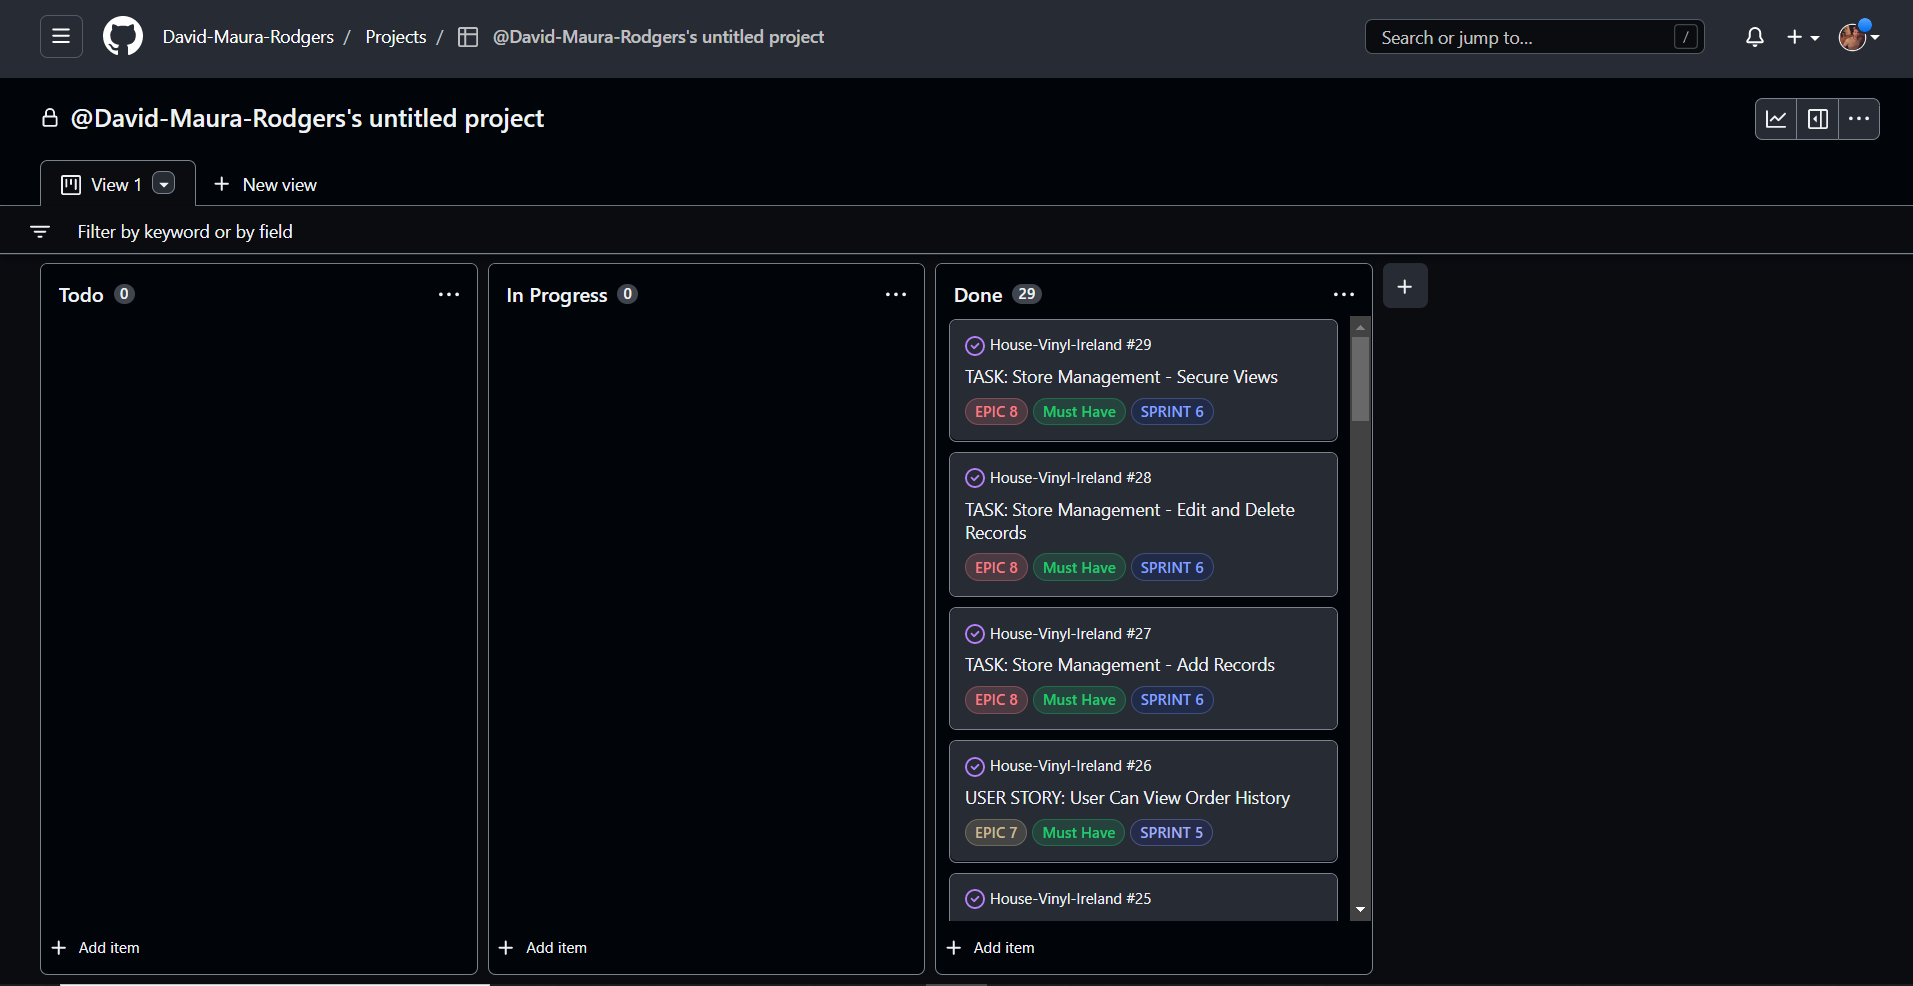 David-Maura-Rodgers / Projects / @David-Maura-Rodgers's untitled project
Search or jump to... /
@David-Maura-Rodgers's untitled project
View 1
New view
Filter by keyword or by field
Todo 0
In Progress 0
Done 29
House-Vinyl-Ireland #29
TASK: Store Management - Secure Views
EPIC 8 Must Have SPRINT 6
House-Vinyl-Ireland #28
TASK: Store Management - Edit and Delete
Records
EPIC 8 Must Have SPRINT 6
House-Vinyl-Ireland #27
TASK: Store Management - Add Records
EPIC 8 Must Have SPRINT 6
House-Vinyl-Ireland #26
USER STORY: User Can View Order History
EPIC 7 Must Have SPRINT 5
House-Vinyl-Ireland #25
Add item
Add item
Add item